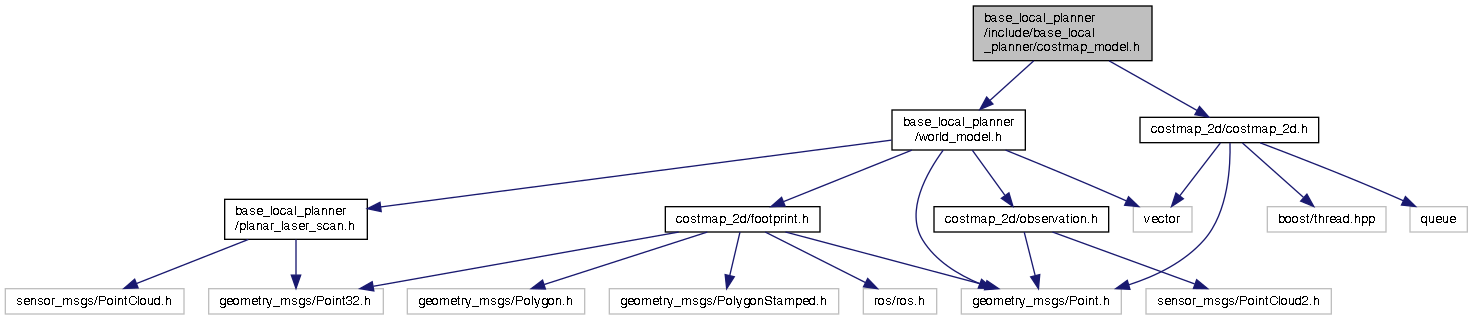 base_local_planner
/include/base_local
_planner/costmap_model.h
base_local_planner
/world_model.h
costmap_2d/costmap_2d.h
base_local_planner
/planar_laser_scan.h
costmap_2d/footprint.h
costmap_2d/observation.h
vector
boost/thread.hpp
queue
sensor_msgs/PointCloud.h
geometry_msgs/Point32.h
geometry_msgs/Polygon.h
geometry_msgs/PolygonStamped.h
ros/ros.h
geometry_msgs/Point.h
sensor_msgs/PointCloud2.h